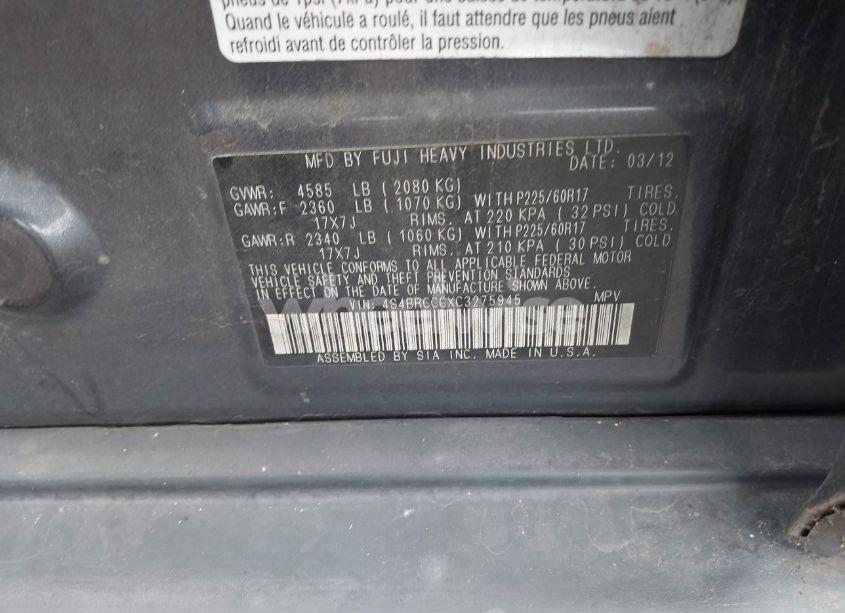 Quand le véhicule a roulé, il faut attendre que les pneus aient
refroidi avant de contrôler la pression.
MFD BY FUJI HEAVY INDUSTRIES LTD.
DATE: 03/12
GVWR: 4585 LB (2080 KG)
GAWR:F 2360 LB (1070 KG) WITH P225/60R17 TIRES.
17X7J RIMS. AT 220 KPA (32 PSI) COLD
GAWR:R 2340 LB (1060 KG) WITH P225/60R17 TIRES.
17X7J RIMS. AT 210 KPA (30 PSI) COLD
THIS VEHICLE CONFORMS TO ALL APPLICABLE FEDERAL MOTOR
VEHICLE SAFETY AND THEFT PREVENTION STANDARDS
IN EFFECT ON THE DATE OF MANUFACTURE SHOWN ABOVE.
VIN: 4S4BRCCCXC3275945 MPV
ASSEMBLED BY SIA INC. MADE IN U.S.A.